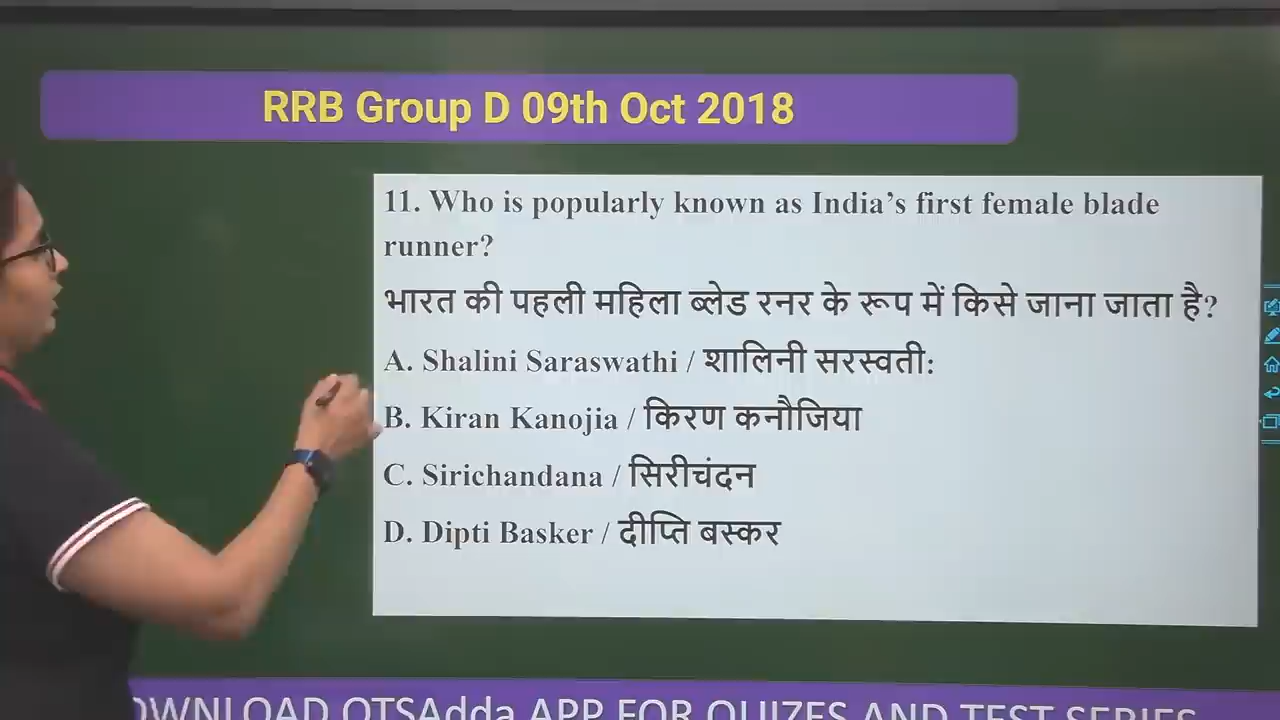 RRB Group D 09th Oct 2018
11. Who is popularly known as India’s first female blade
runner?
भारत की पहली महिला ब्लेड रनर के रूप में किसे जाना जाता है?
A. Shalini Saraswathi / शालिनी सरस्वती:
B. Kiran Kanojia / किरण कनौजिया
C. Sirichandana / सिरीचंदन
D. Dipti Basker / दीप्ति बस्कर
OWNLOAD OTSAdda APP FOR QUIZES AND TEST SERIES